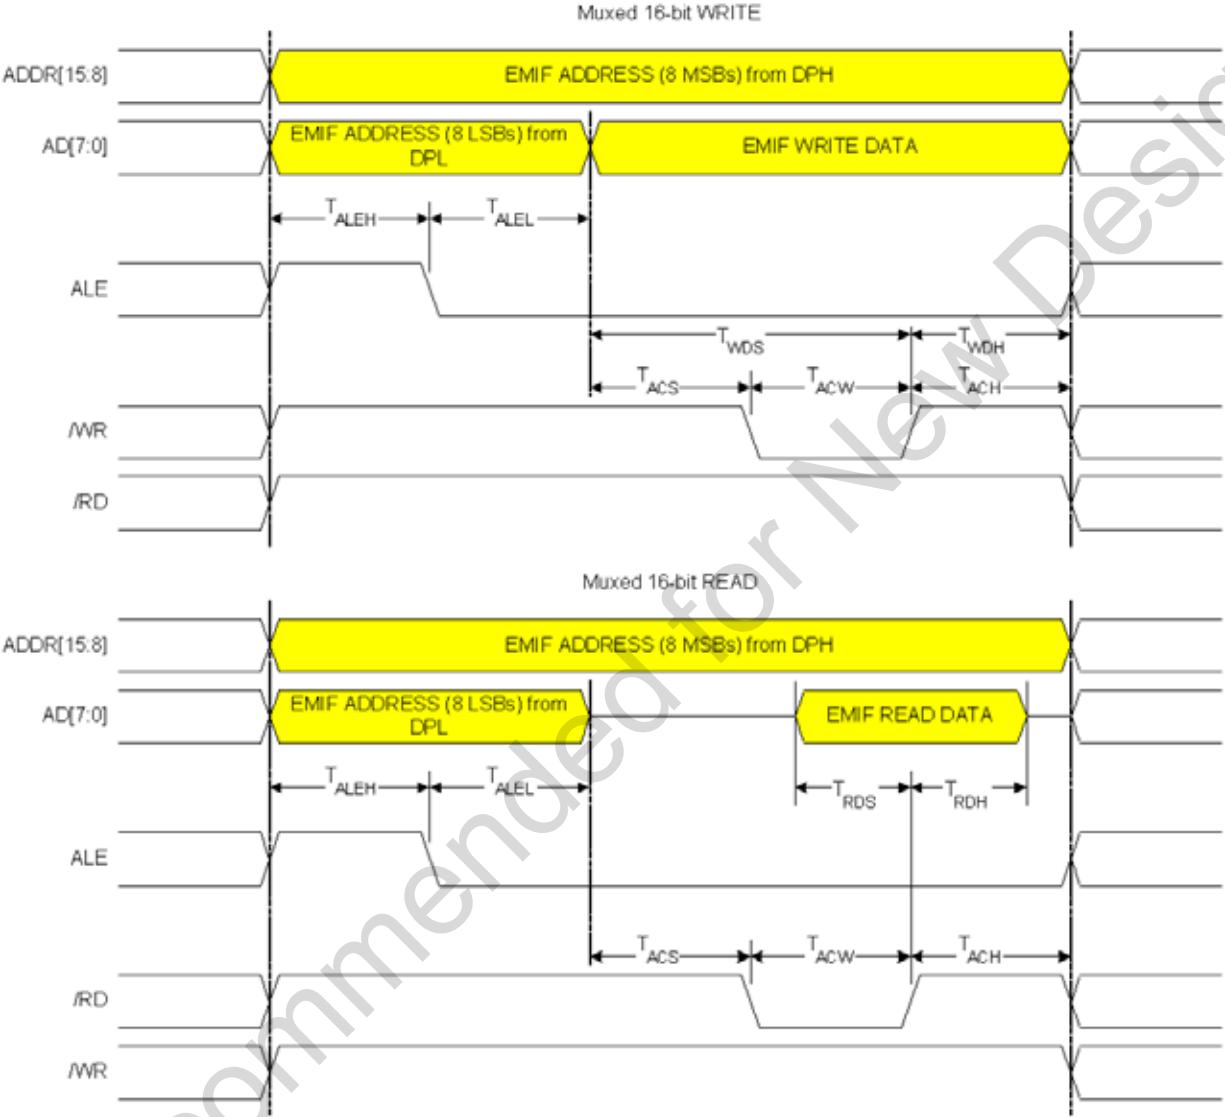 Muxed 16-bit WRITE
ADDR[15:8]
EMIF ADDRESS (8 MSBs) from DPH
AD[7:0]
EMIF ADDRESS (8 LSBs) from
DPL
EMIF WRITE DATA
TALEH
TALEL
ALE
TWDS
TWDH
TACS
TACW
TACH
/WR
/RD
Muxed 16-bit READ
ADDR[15:8]
EMIF ADDRESS (8 MSBs) from DPH
AD[7:0]
EMIF ADDRESS (8 LSBs) from
DPL
EMIF READ DATA
TALEH
TALEL
TRDS
TRDH
ALE
TACS
TACW
TACH
/RD
/WR
ommended for New Desig